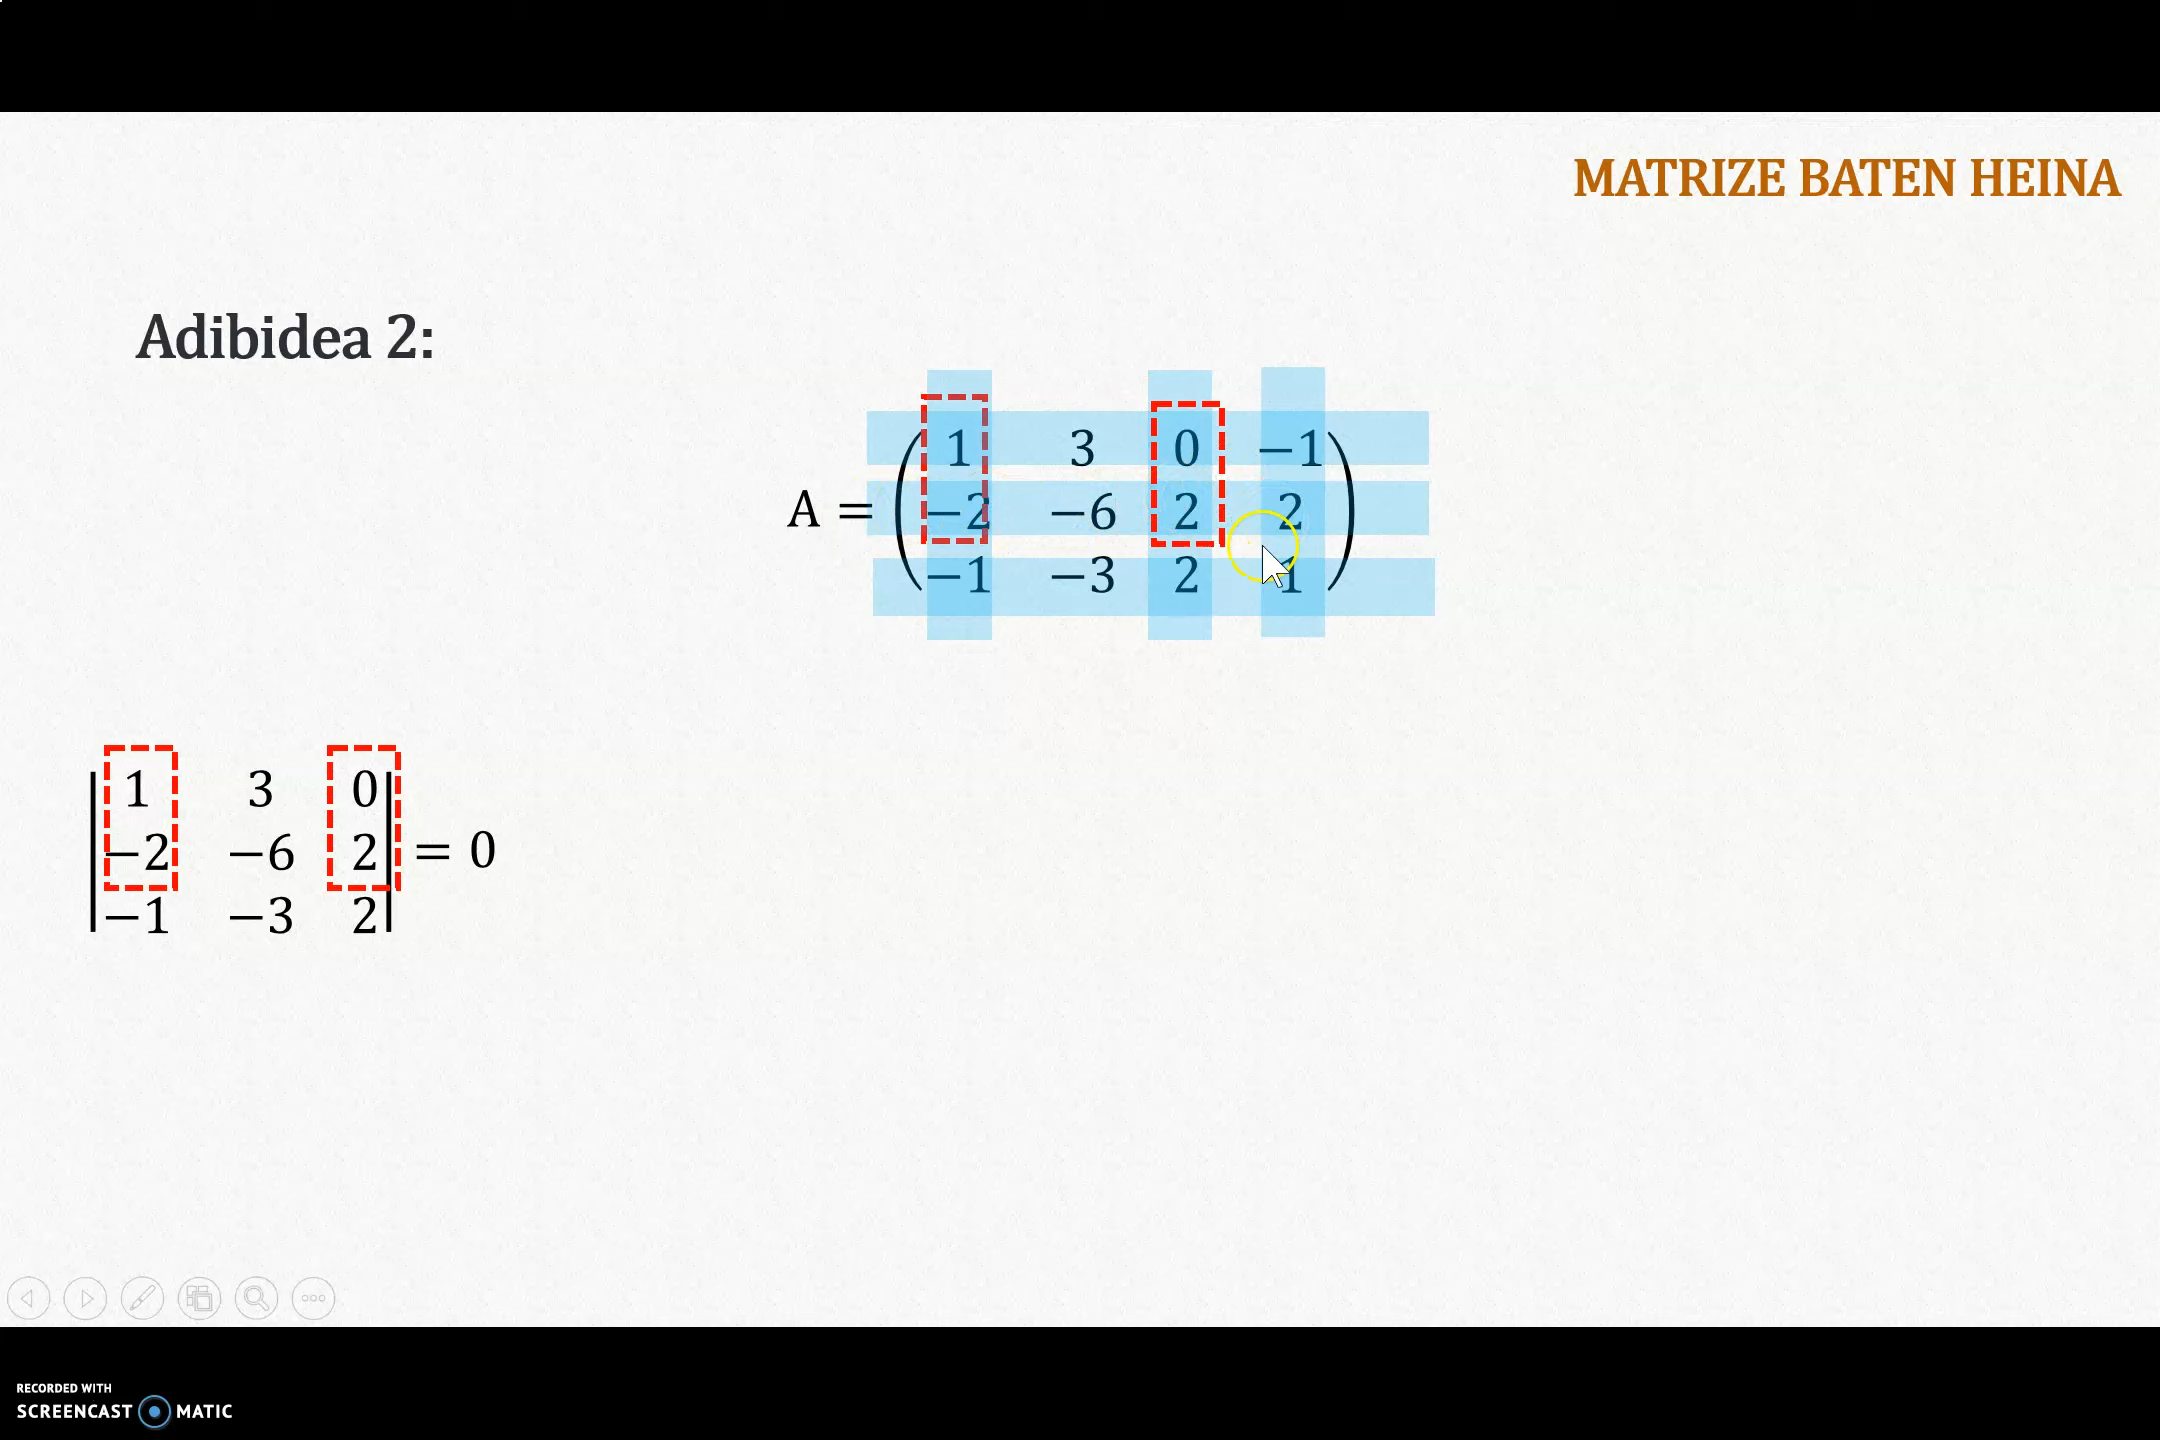 MATRIZE BATEN HEINA
Adibidea 2:
1 3 0 −1
A = −2 −6 2 2
−1 −3 2 1
1 3 0
−2 −6 2 = 0
−1 −3 2
RECORDED WITH
SCREENCAST MATIC